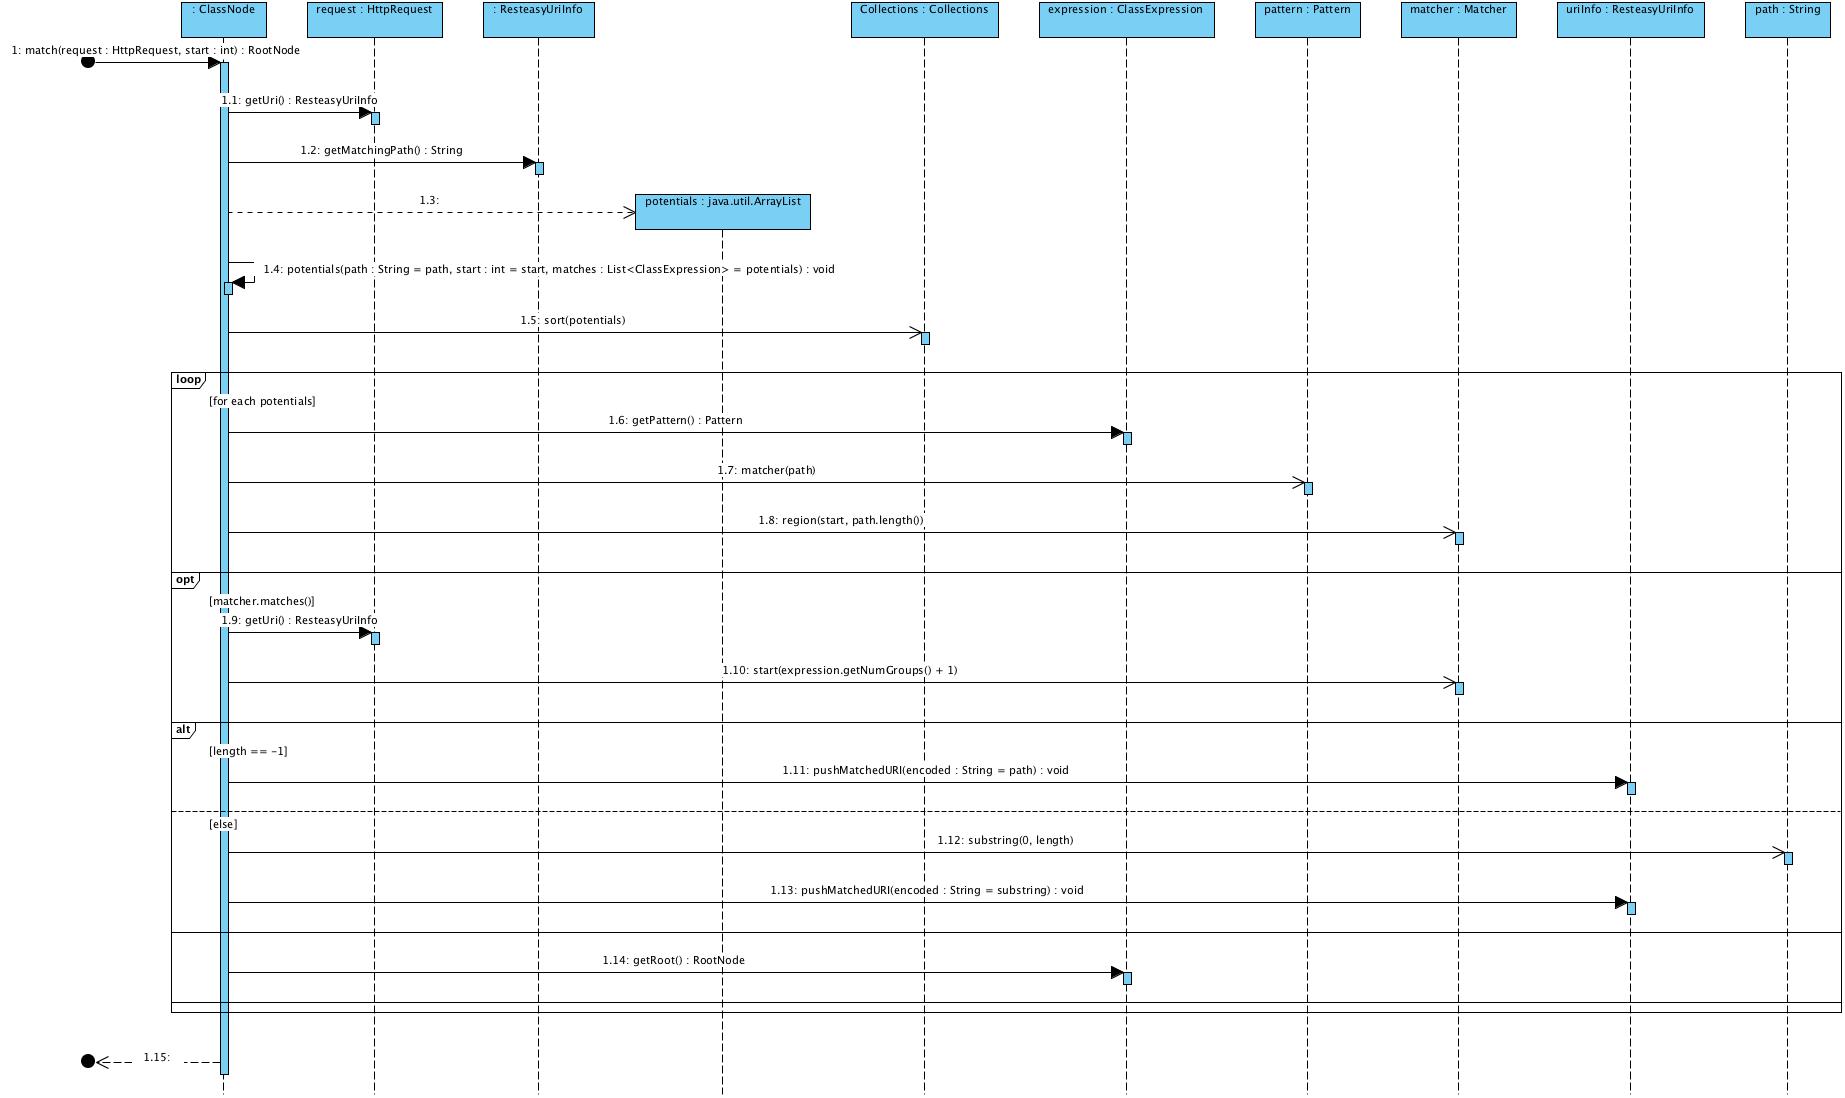 : ClassNode
request : HttpRequest
: ResteasyUriInfo
Collections : Collections
expression : ClassExpression
pattern : Pattern
matcher : Matcher
uriInfo : ResteasyUriInfo
path : String
1: match(request : HttpRequest, start : int) : RootNode
1.1: getUri() : ResteasyUriInfo
1.2: getMatchingPath() : String
1.3:
potentials : java.util.ArrayList
1.4: potentials(path : String = path, start : int = start, matches : List<ClassExpression> = potentials) : void
1.5: sort(potentials)
loop
[for each potentials]
1.6: getPattern() : Pattern
1.7: matcher(path)
1.8: region(start, path.length())
opt
[matcher.matches()]
1.9: getUri() : ResteasyUriInfo
1.10: start(expression.getNumGroups() + 1)
alt
[length == -1]
1.11: pushMatchedURI(encoded : String = path) : void
[else]
1.12: substring(0, length)
1.13: pushMatchedURI(encoded : String = substring) : void
1.14: getRoot() : RootNode
1.15: